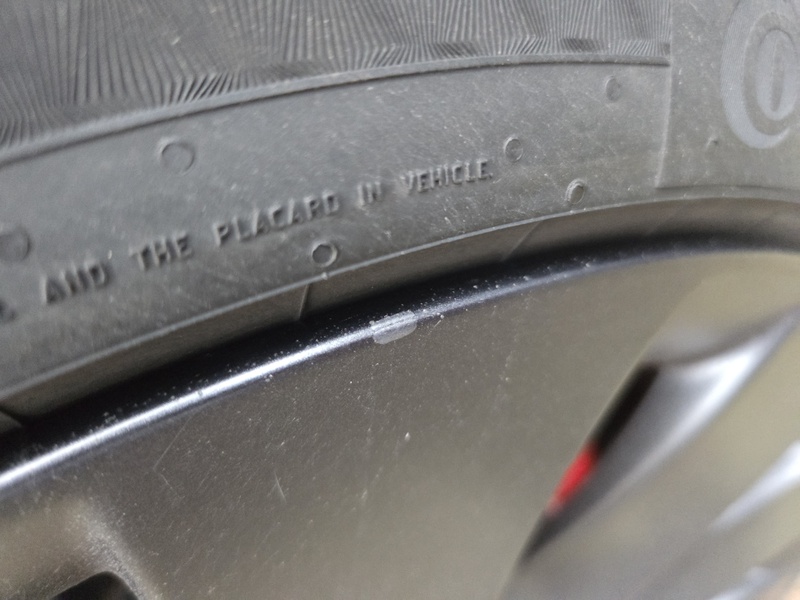 AND THE PLACARD IN VEHICLE.